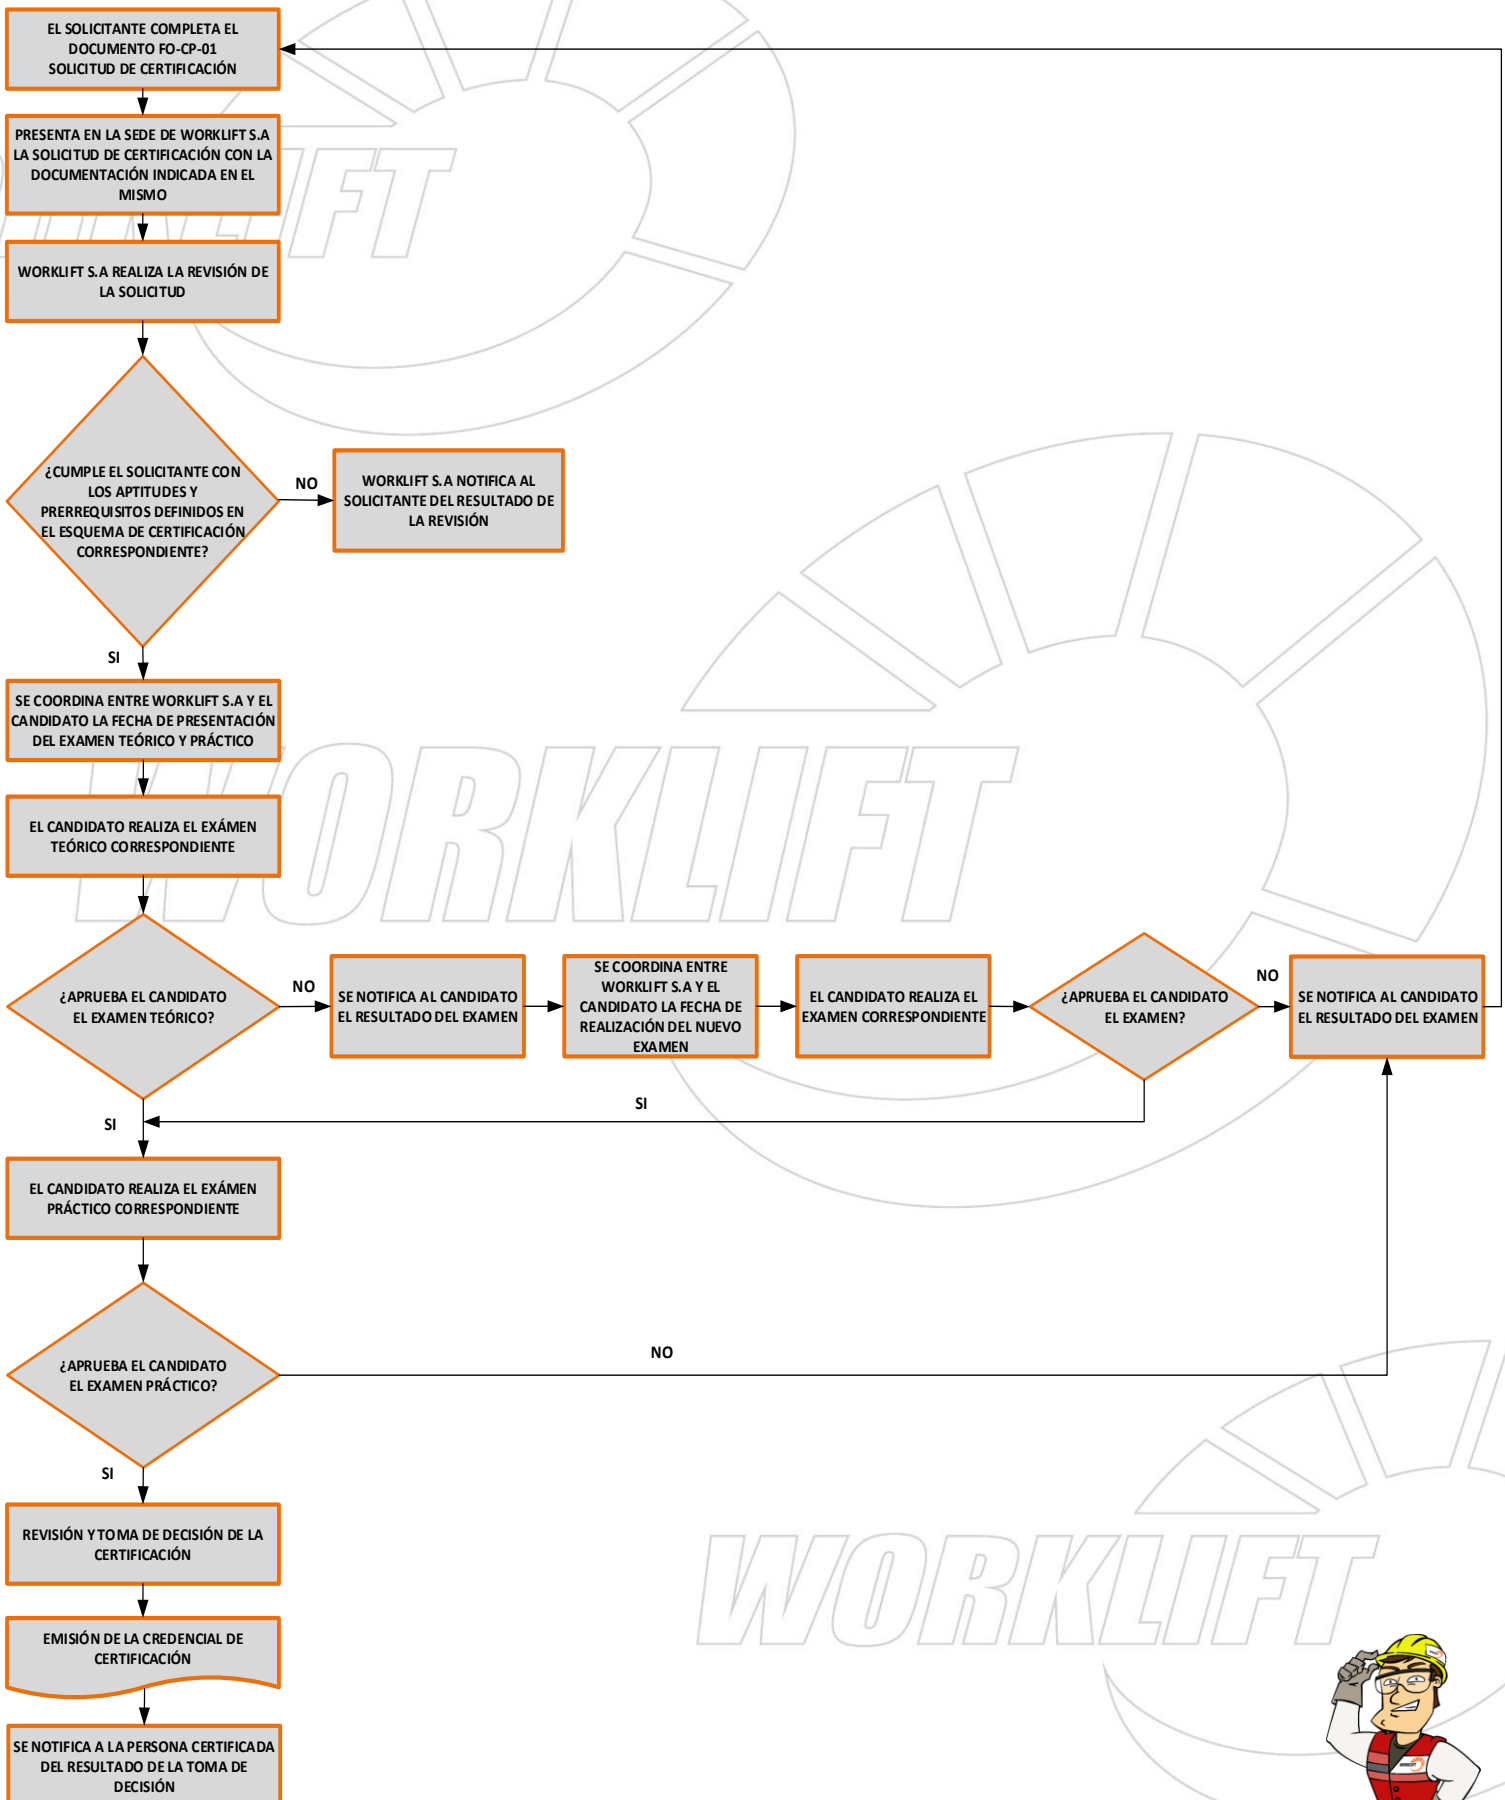 EL SOLICITANTE COMPLETA EL
DOCUMENTO FO-CP-01
SOLICITUD DE CERTIFICACIÓN
PRESENTA EN LA SEDE DE WORKLIFT S.A
LA SOLICITUD DE CERTIFICACIÓN CON LA
DOCUMENTACIÓN INDICADA EN EL
MISMO
WORKLIFT S.A REALIZA LA REVISIÓN DE
LA SOLICITUD
¿CUMPLE EL SOLICITANTE CON
LOS APTITUDES Y
PRERREQUISITOS DEFINIDOS EN
EL ESQUEMA DE CERTIFICACIÓN
CORRESPONDIENTE?
NO
WORKLIFT S.A NOTIFICA AL
SOLICITANTE DEL RESULTADO DE
LA REVISIÓN
SI
SE COORDINA ENTRE WORKLIFT S.A Y EL
CANDIDATO LA FECHA DE PRESENTACIÓN
DEL EXAMEN TEÓRICO Y PRÁCTICO
EL CANDIDATO REALIZA EL EXÁMEN
TEÓRICO CORRESPONDIENTE
WORKLIFT
¿APRUEBA EL CANDIDATO
EL EXAMEN TEÓRICO?
NO
SE NOTIFICA AL CANDIDATO
EL RESULTADO DEL EXAMEN
SE COORDINA ENTRE
WORKLIFT S.A Y EL
CANDIDATO LA FECHA DE
REALIZACIÓN DEL NUEVO
EXAMEN
EL CANDIDATO REALIZA EL
EXAMEN CORRESPONDIENTE
¿APRUEBA EL CANDIDATO
EL EXAMEN?
NO
SE NOTIFICA AL CANDIDATO
EL RESULTADO DEL EXAMEN
SI
SI
EL CANDIDATO REALIZA EL EXÁMEN
PRÁCTICO CORRESPONDIENTE
¿APRUEBA EL CANDIDATO
EL EXAMEN PRÁCTICO?
NO
SI
REVISIÓN Y TOMA DE DECISIÓN DE LA
CERTIFICACIÓN
WORKLIFT
EMISIÓN DE LA CREDENCIAL DE
CERTIFICACIÓN
SE NOTIFICA A LA PERSONA CERTIFICADA
DEL RESULTADO DE LA TOMA DE
DECISIÓN